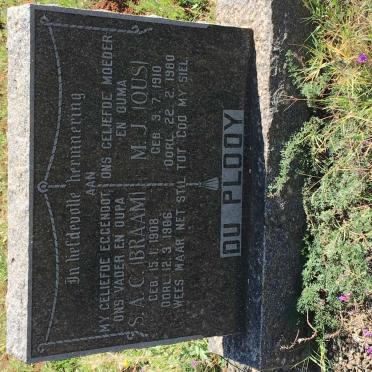 In liefdevolle herinnering
AAN
MY GELIEFDE EGGENOOT ONS GELIEFDE MOEDER
ONS VADER EN OUPA EN OUMA
S.A.C. (BRAAM) M.J. (OUS)
GEB. 15.1.1908 GEB. 3.7.1910
OORL. 12.3.1986 OORL. 22.2.1980
WEES MAAR NET STIL TOT GOD MY SIEL
DU PLOOY